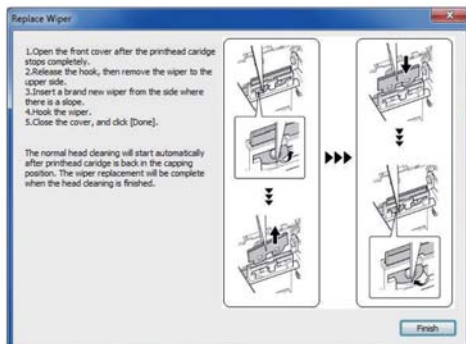 Replace Wiper
1.Open the front cover after the printhead caridge
stops completely.
2.Release the hook, then remove the wiper to the
upper side.
3.Insert a brand new wiper from the side where
there is a slope.
4.Hook the wiper.
5.Close the cover, and click [Done].
The normal head cleaning will start automatically
after printhead caridge is back in the capping
position. The wiper replacement will be complete
when the head cleaning is finished.
Finish